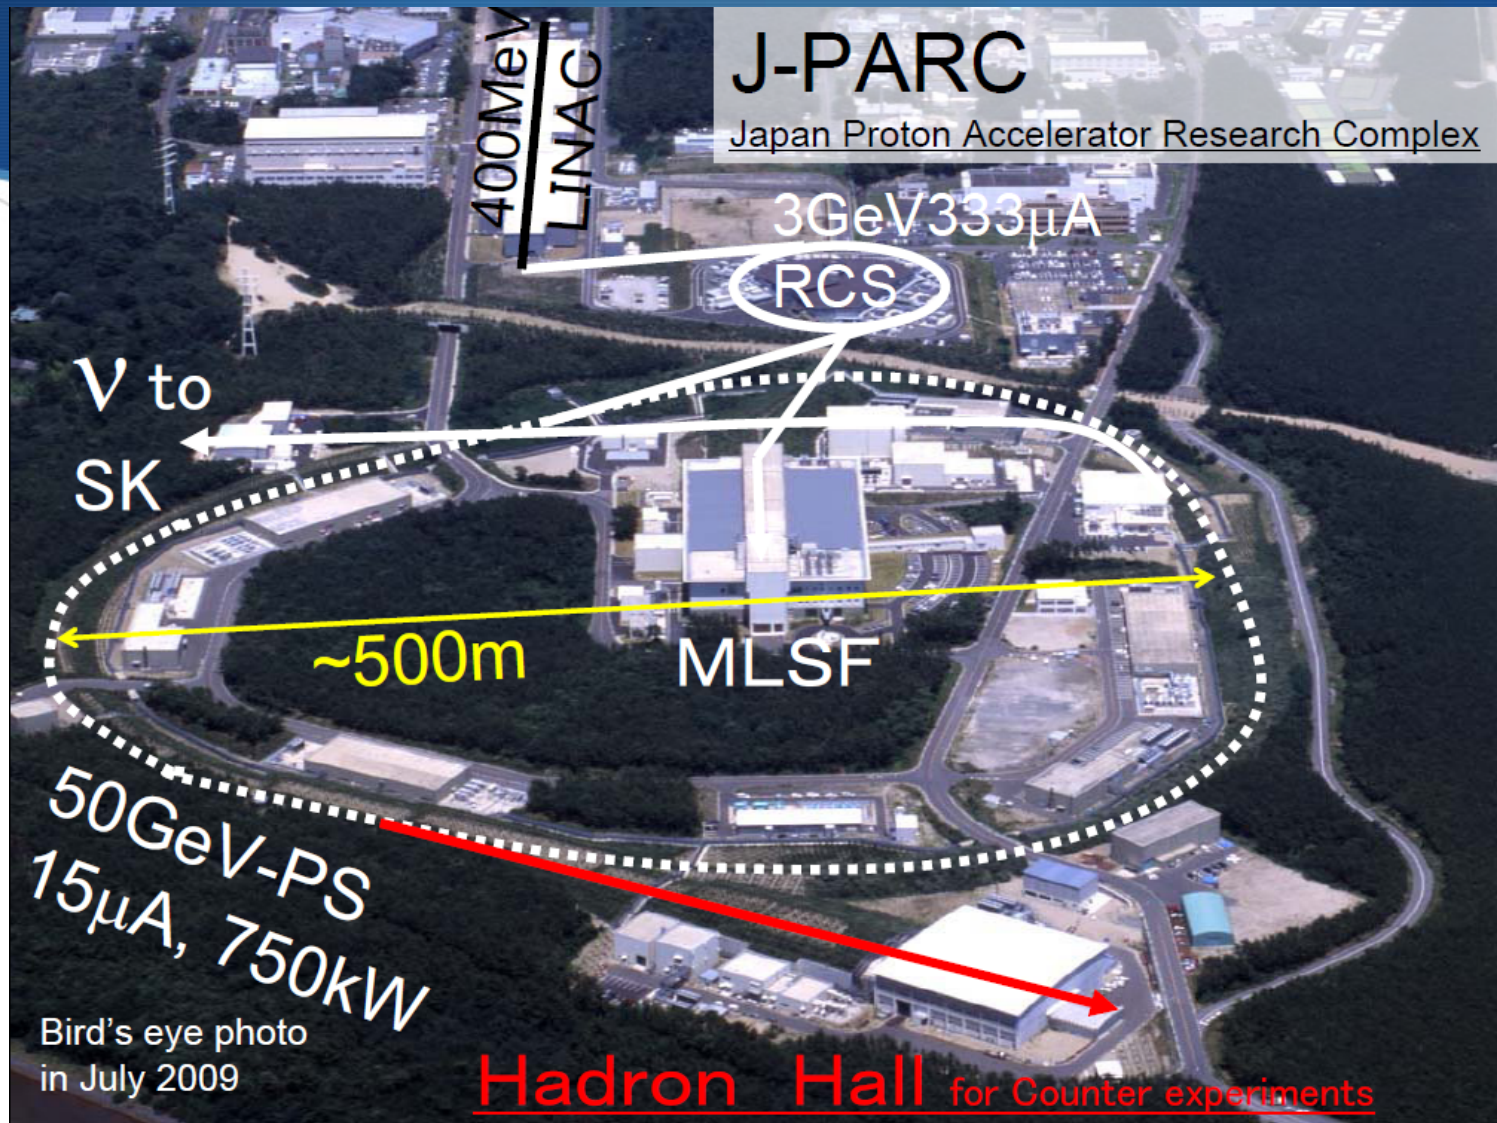 J-PARC
Japan Proton Accelerator Research Complex
400MeV
LINAC
3GeV333μA
RCS
ν to
SK
~500m
MLSF
50GeV-PS
15μA, 750kW
Bird's eye photo
in July 2009
Hadron Hall for Counter experiments